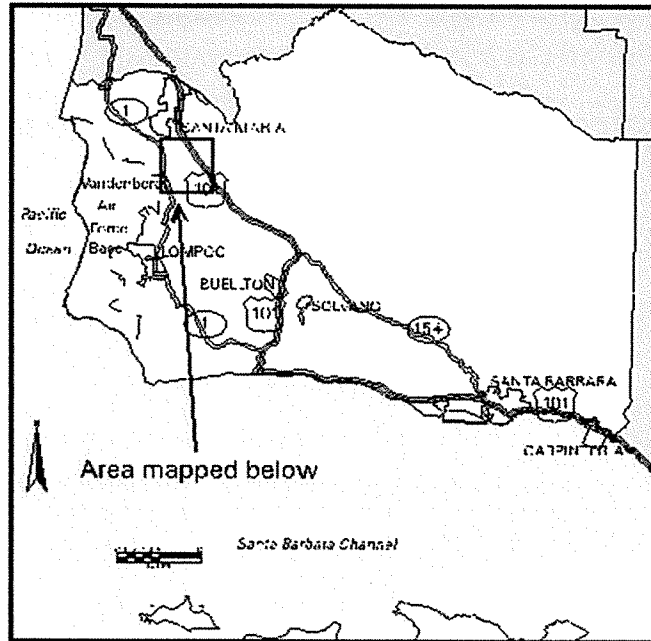 1
SANTA MARIA
101
Vandenberg
Air
Force
Base
Pacific
Ocean
LOMPOC
BUELLTON
101
SOLVANG
1
154
SANTA BARBARA
101
CARPINTERIA
Area mapped below
Santa Barbara Channel